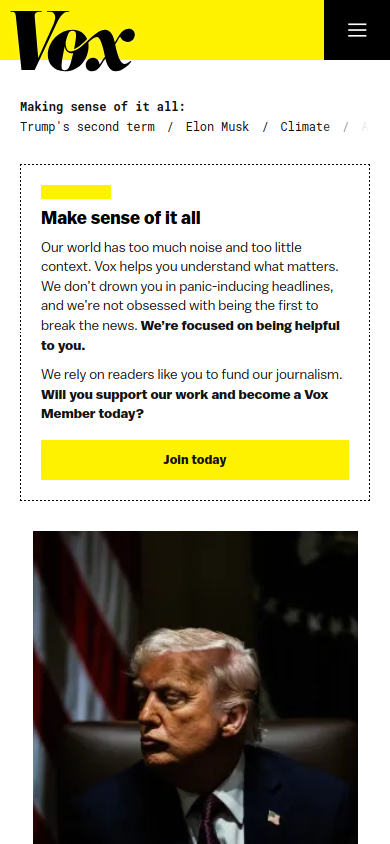 Vox
Making sense of it all:
Trump's second term / Elon Musk / Climate /
Make sense of it all
Our world has too much noise and too little
context. Vox helps you understand what matters.
We don’t drown you in panic-inducing headlines,
and we’re not obsessed with being the first to
break the news. We’re focused on being helpful
to you.
We rely on readers like you to fund our journalism.
Will you support our work and become a Vox
Member today?
Join today